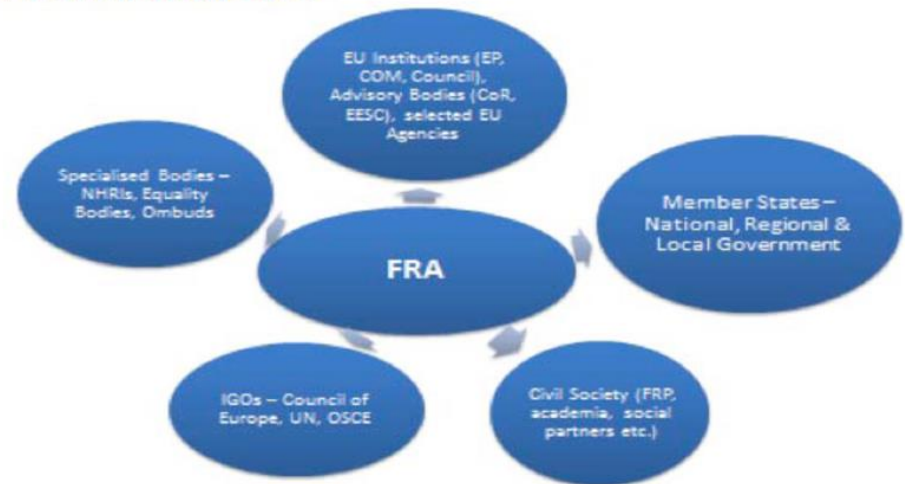 EU Institutions (EP,
COM, Council),
Advisory Bodies (CoR,
EESC), selected EU
Agencies
Specialised Bodies –
NHRIs, Equality
Bodies, Ombuds
Member States –
National, Regional &
Local Government
FRA
IGOs – Council of
Europe, UN, OSCE
Civil Society (FRP,
academia, social
partners etc.)